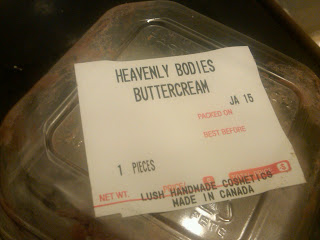 HEAVENLY BODIES
BUTTERCREAM
JA 15
PACKED ON
BEST BEFORE
1 PIECES
NET WT.
LUSH HANDMADE COSMETICS
MADE IN CANADA